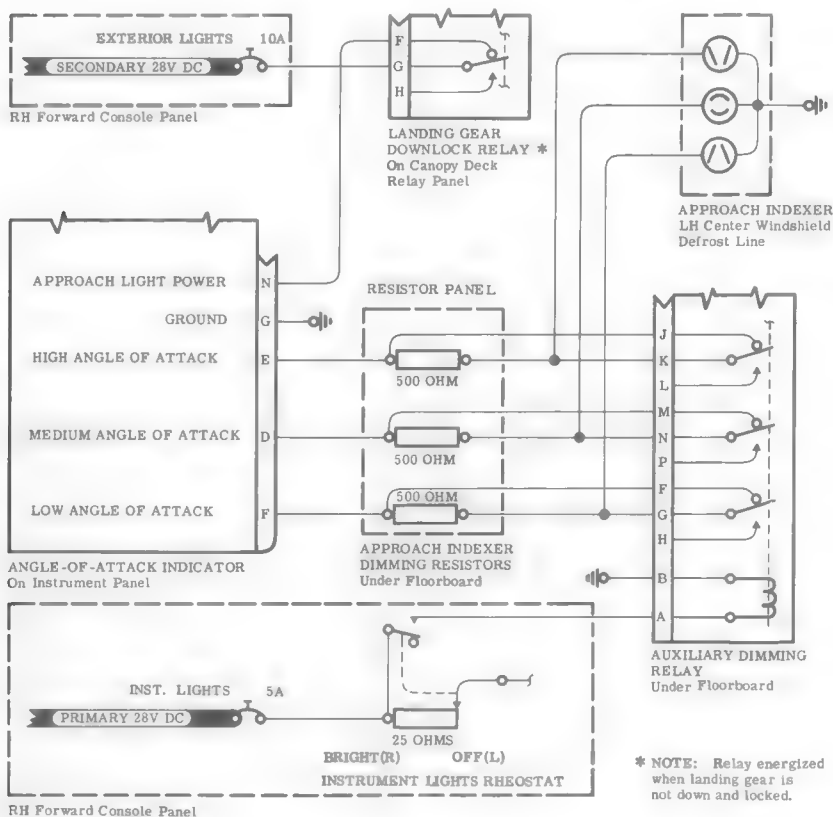 EXTERIOR LIGHTS 10A
SECONDARY 28V DC
RH Forward Console Panel
F
G
H
LANDING GEAR
DOWNLOCK RELAY *
On Canopy Deck
Relay Panel
APPROACH INDEXER
LH Center Windshield
Defrost Line
APPROACH LIGHT POWER N
GROUND G
HIGH ANGLE OF ATTACK E
MEDIUM ANGLE OF ATTACK D
LOW ANGLE OF ATTACK F
ANGLE-OF-ATTACK INDICATOR
On Instrument Panel
RESISTOR PANEL
500 OHM
500 OHM
500 OHM
APPROACH INDEXER
DIMMING RESISTORS
Under Floorboard
J
K
L
M
N
P
F
G
H
B
A
AUXILIARY DIMMING
RELAY
Under Floorboard
INST. LIGHTS 5A
PRIMARY 28V DC
25 OHMS
BRIGHT(R) OFF(L)
INSTRUMENT LIGHTS RHEOSTAT
RH Forward Console Panel
* NOTE: Relay energized
when landing gear is
not down and locked.